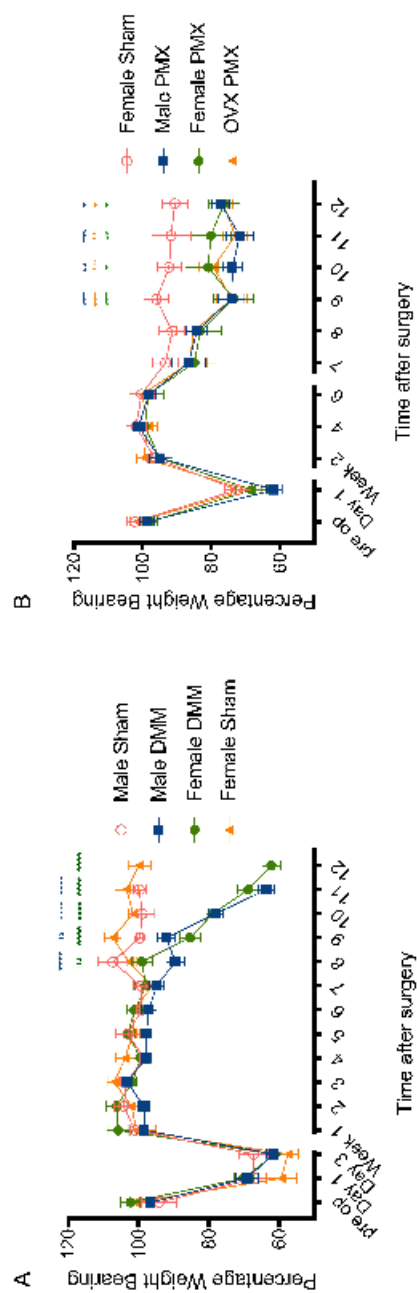 A
Percentage Weight Bearing
120
100
80
60
pre op
Day 1
Day 3
Week 1
2
3
4
5
6
7
8
9
10
11
12
Time after surgery
Male Sham
Male DMM
Female DMM
Female Sham
B
Percentage Weight Bearing
120
100
80
60
pre op
Day 1
Week 2
4
6
7
8
9
10
11
12
Time after surgery
Female Sham
Male PMX
Female PMX
OVX PMX